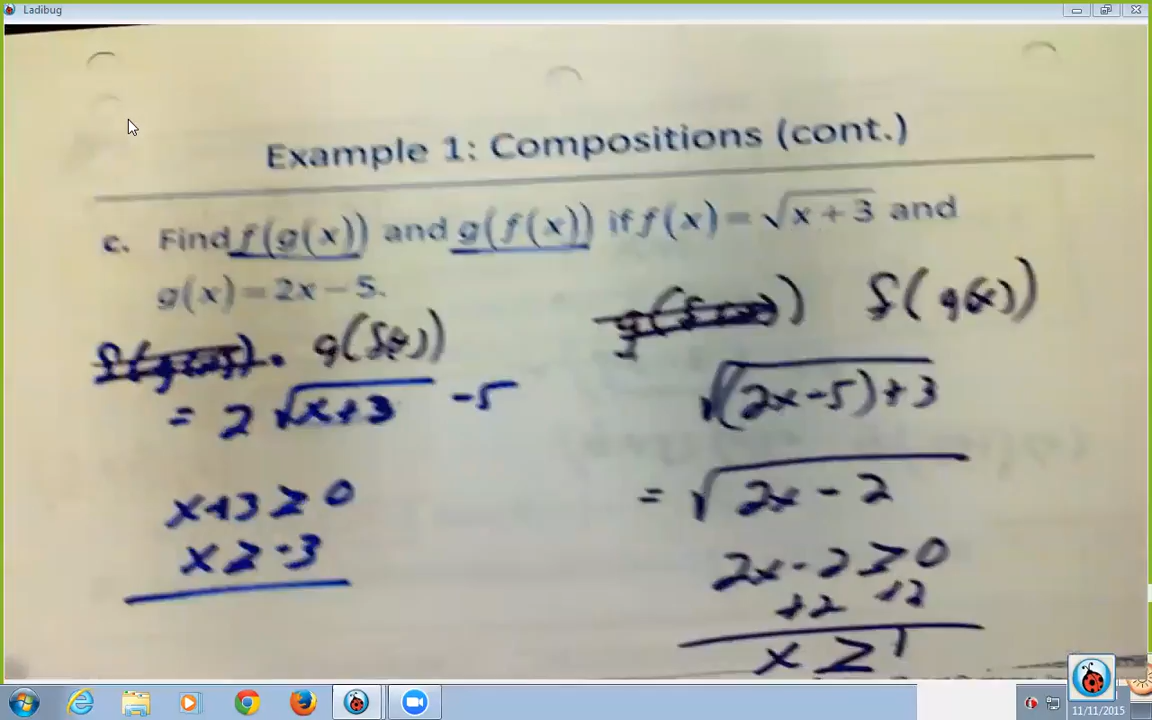 Ladibug
Example 1: Compositions (cont.)
c. Find f(g(x)) and g(f(x)) if f(x) = √x + 3 and
g(x) = 2x − 5.
g(f(x))
= 2 √x+3 -5
x+3 ≥ 0
x ≥ -3
f(g(x))
√(2x-5)+3
= √2x - 2
2x - 2 ≥ 0
+2 +2
x ≥ 1
11/11/2015